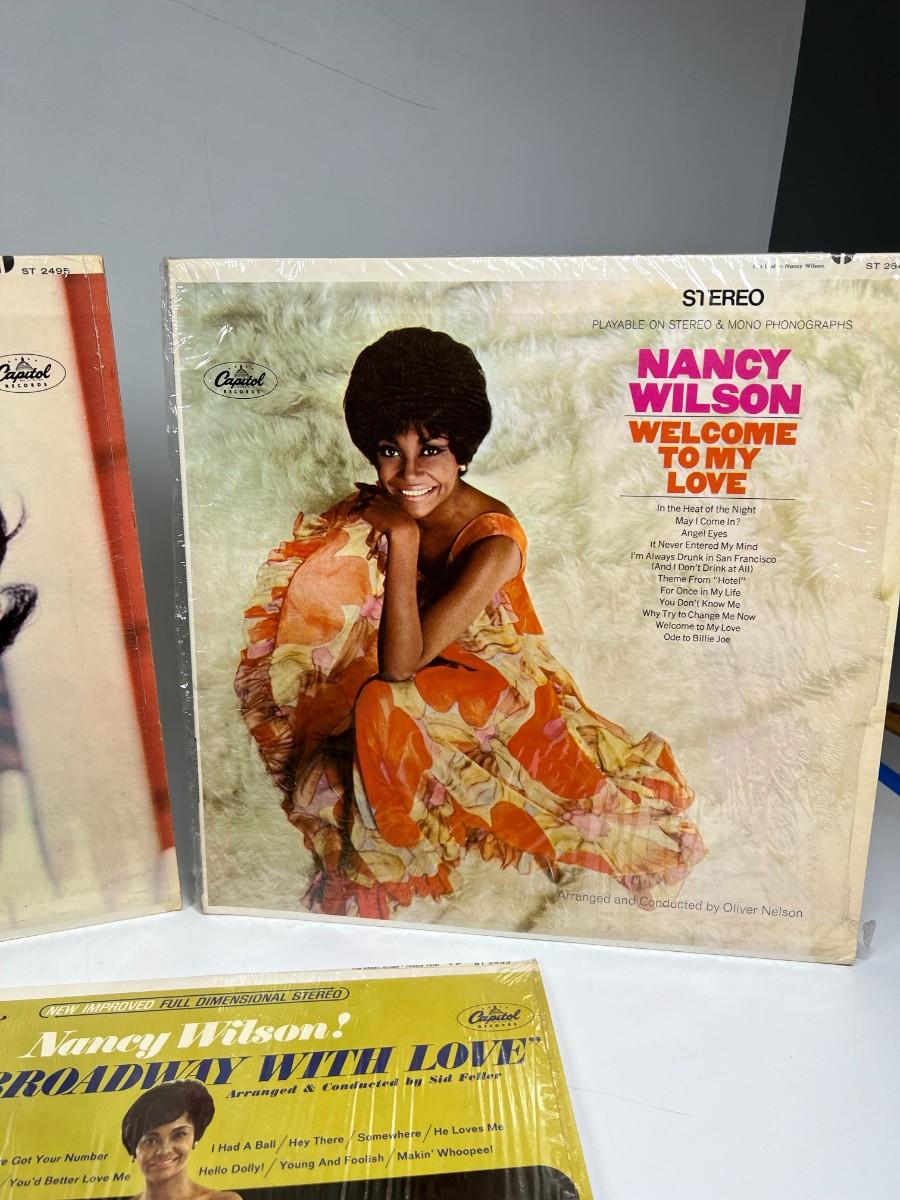 ST 2495
Capitol
RECORDS
STEREO
PLAYABLE ON STEREO & MONO PHONOGRAPHS
Capitol
RECORDS
NANCY
WILSON
WELCOME
TO MY
LOVE
In the Heat of the Night
May I Come In?
Angel Eyes
It Never Entered My Mind
I'm Always Drunk in San Francisco
(And I Don't Drink at All)
Theme From "Hotel"
For Once in My Life
You Don't Know Me
Why Try to Change Me Now
Welcome to My Love
Ode to Billie Joe
Arranged and Conducted by Oliver Nelson
NEW IMPROVED FULL DIMENSIONAL STEREO
Capitol
RECORDS
Nancy Wilson!
BROADWAY WITH LOVE"
Arranged & Conducted by Sid Feller
I Had A Ball / Hey There / Somewhere / He Loves Me
Got Your Number
Hello Dolly! / Young And Foolish / Makin' Whoopee!
/ You'd Better Love Me